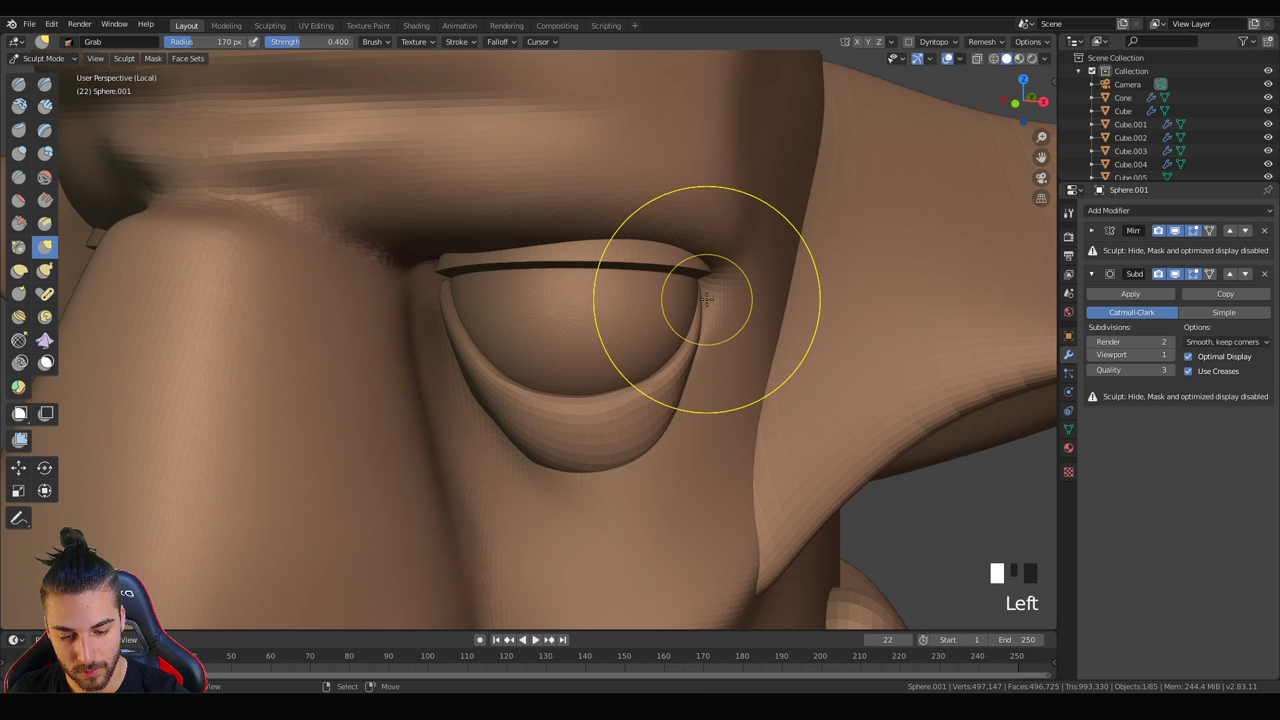 File Edit Render Window Help Layout Modeling Sculpting UV Editing Texture Paint Shading Animation Rendering Compositing Scripting + Scene View Layer
Grab Radius 170 px Strength 0.400 Brush Texture Stroke Falloff Cursor X Y Z Dyntopo Remesh Options
Sculpt Mode View Sculpt Mask Face Sets
User Perspective (Local)
(22) Sphere.001
Scene Collection
Collection
Camera
Cone
Cube
Cube.001
Cube.002
Cube.003
Cube.004
Cube.005
Sphere.001
Add Modifier
Mirr
Sculpt: Hide, Mask and optimized display disabled
Subd
Apply Copy
Catmull-Clark Simple
Subdivisions: Options:
Render 2 Smooth, keep corners
Viewport 1 Optimal Display
Quality 3 Use Creases
Sculpt: Hide, Mask and optimized display disabled
Z
X
Left
View 22 Start 1 End 250
50 60 70 80 90 100 110 120 130 140 150 160 170 180 190 200 210 220 230 240 250
View Select Move Sphere.001 | Verts:497,147 | Faces:496,725 | Tris:993,330 | Objects:1/85 | Mem: 244.4 MiB | v2.83.11